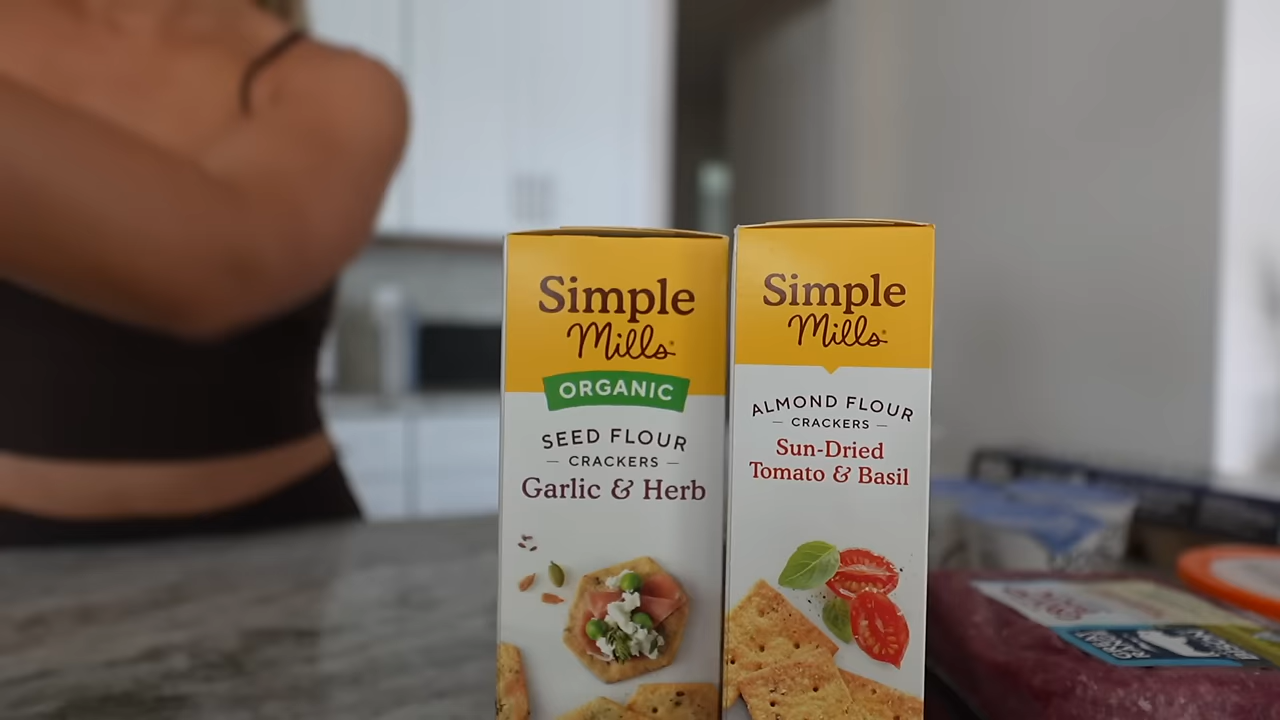 Simple
Mills
ORGANIC
SEED FLOUR
CRACKERS
Garlic & Herb
Simple
Mills
ALMOND FLOUR
CRACKERS
Sun-Dried
Tomato & Basil